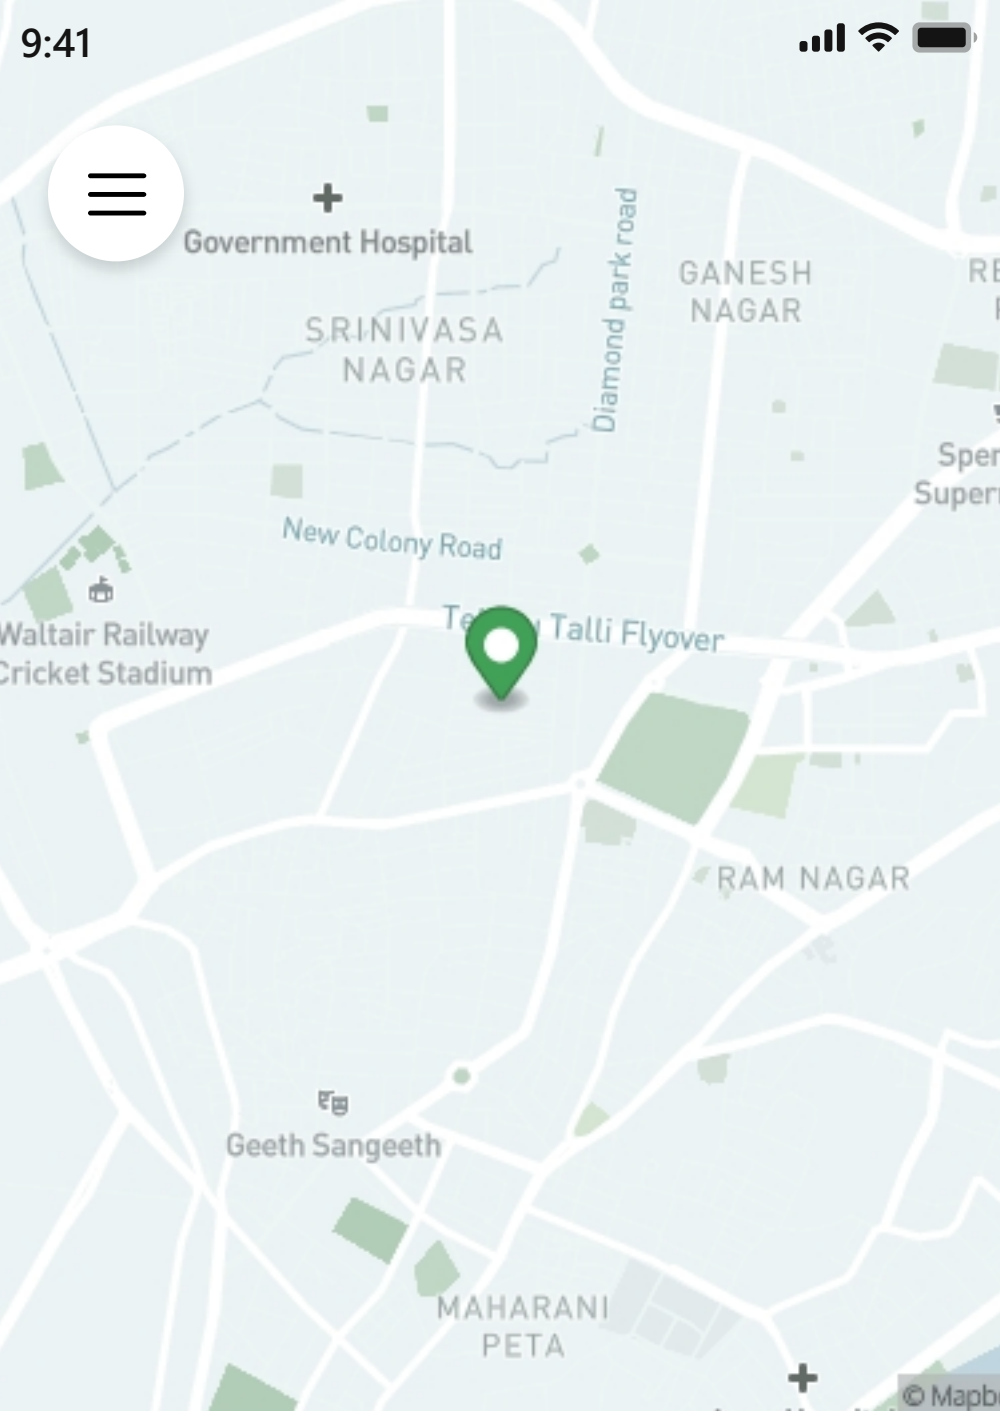 9:41
Government Hospital
Diamond park road
GANESH
NAGAR
SRINIVASA
NAGAR
New Colony Road
Talli Flyover
Waltair Railway
Cricket Stadium
RAM NAGAR
Geeth Sangeeth
MAHARANI
PETA
©